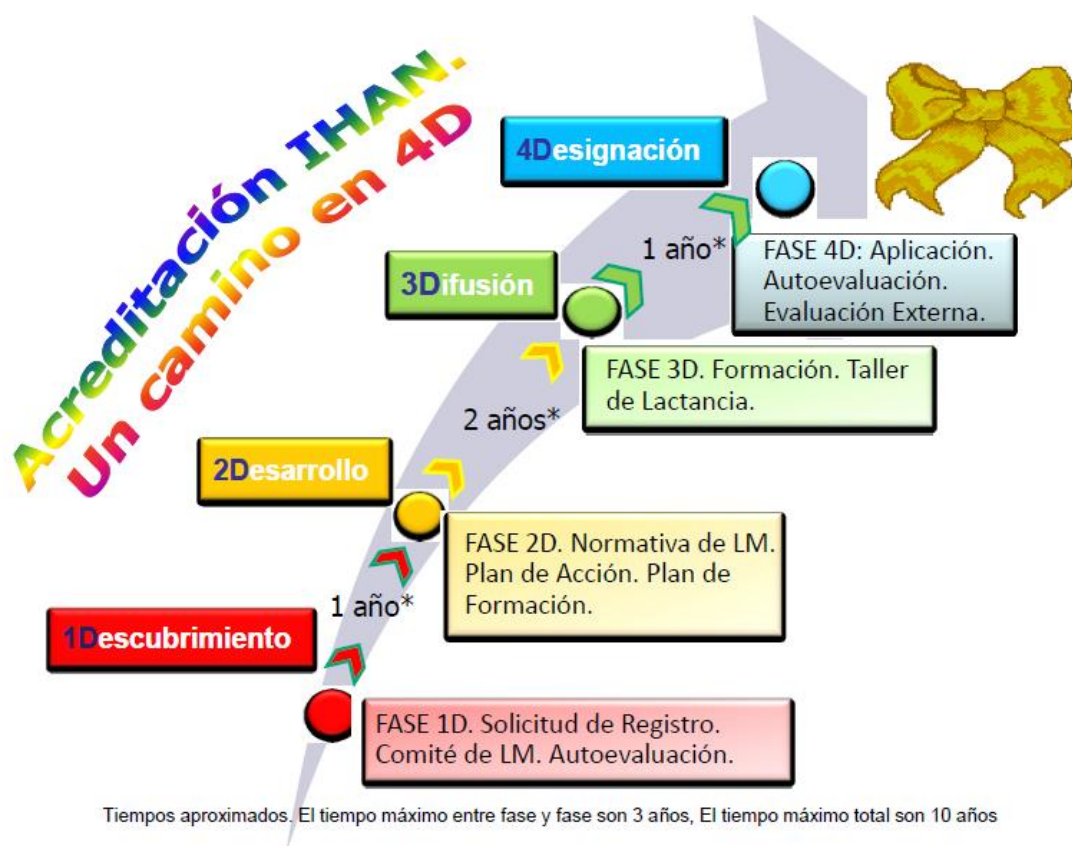 Acreditación IHAN.
Un camino en 4D
4Designación
1 año*
FASE 4D: Aplicación.
Autoevaluación.
Evaluación Externa.
3Difusión
FASE 3D. Formación. Taller
de Lactancia.
2 años*
2Desarrollo
FASE 2D. Normativa de LM.
Plan de Acción. Plan de
Formación.
1 año*
1Descubrimiento
FASE 1D. Solicitud de Registro.
Comité de LM. Autoevaluación.
Tiempos aproximados. El tiempo máximo entre fase y fase son 3 años, El tiempo máximo total son 10 años